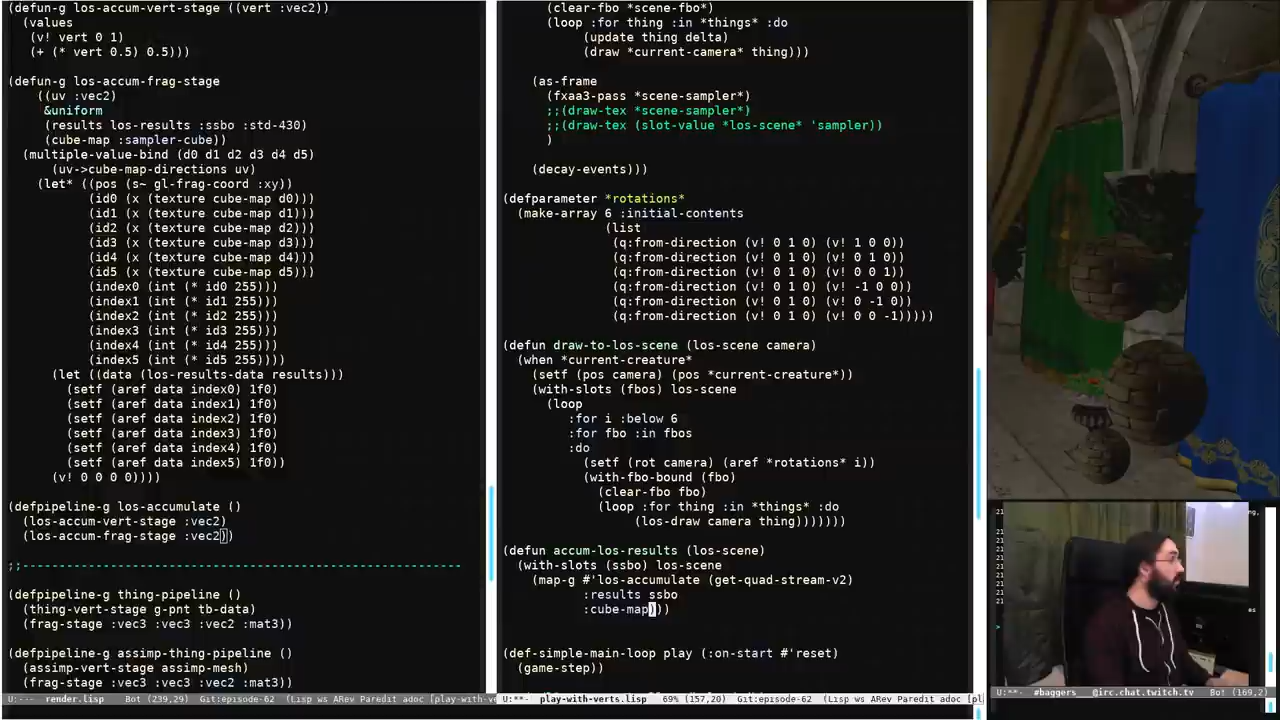 (defun-g los-accum-vert-stage ((vert :vec2))
  (values
   (v! vert 0 1)
   (+ (* vert 0.5) 0.5)))
(defun-g los-accum-frag-stage
    ((uv :vec2)
     &uniform
     (results los-results :ssbo :std-430)
     (cube-map :sampler-cube))
  (multiple-value-bind (d0 d1 d2 d3 d4 d5)
      (uv->cube-map-directions uv)
    (let* ((pos (s~ gl-frag-coord :xy))
           (id0 (x (texture cube-map d0)))
           (id1 (x (texture cube-map d1)))
           (id2 (x (texture cube-map d2)))
           (id3 (x (texture cube-map d3)))
           (id4 (x (texture cube-map d4)))
           (id5 (x (texture cube-map d5)))
           (index0 (int (* id0 255)))
           (index1 (int (* id1 255)))
           (index2 (int (* id2 255)))
           (index3 (int (* id3 255)))
           (index4 (int (* id4 255)))
           (index5 (int (* id5 255))))
      (let ((data (los-results-data results)))
        (setf (aref data index0) 1f0)
        (setf (aref data index1) 1f0)
        (setf (aref data index2) 1f0)
        (setf (aref data index3) 1f0)
        (setf (aref data index4) 1f0)
        (setf (aref data index5) 1f0))
      (v! 0 0 0 0))))
(defpipeline-g los-accumulate ()
  (los-accum-vert-stage :vec2)
  (los-accum-frag-stage :vec2))
;;--------------------------------------------------------------
(defpipeline-g thing-pipeline ()
  (thing-vert-stage g-pnt tb-data)
  (frag-stage :vec3 :vec3 :vec2 :mat3))
(defpipeline-g assimp-thing-pipeline ()
  (assimp-vert-stage assimp-mesh)
  (frag-stage :vec3 :vec3 :vec2 :mat3))
U:--- render.lisp Bot (239,29) Git:episode-62 (Lisp ws ARev Paredit adoc [play-with-ve
      (clear-fbo *scene-fbo*)
      (loop :for thing :in *things* :do
           (update thing delta)
           (draw *current-camera* thing)))
    (as-frame
      (fxaa3-pass *scene-sampler*)
      ;;(draw-tex *scene-sampler*)
      ;;(draw-tex (slot-value *los-scene* 'sampler))
      )
    (decay-events)))
(defparameter *rotations*
  (make-array 6 :initial-contents
              (list
               (q:from-direction (v! 0 1 0) (v! 1 0 0))
               (q:from-direction (v! 0 1 0) (v! 0 1 0))
               (q:from-direction (v! 0 1 0) (v! 0 0 1))
               (q:from-direction (v! 0 1 0) (v! -1 0 0))
               (q:from-direction (v! 0 1 0) (v! 0 -1 0))
               (q:from-direction (v! 0 1 0) (v! 0 0 -1)))))
(defun draw-to-los-scene (los-scene camera)
  (when *current-creature*
    (setf (pos camera) (pos *current-creature*))
    (with-slots (fbos) los-scene
      (loop
         :for i :below 6
         :for fbo :in fbos
         :do
           (setf (rot camera) (aref *rotations* i))
           (with-fbo-bound (fbo)
             (clear-fbo fbo)
             (loop :for thing :in *things* :do
                  (los-draw camera thing)))))))
(defun accum-los-results (los-scene)
  (with-slots (ssbo) los-scene
    (map-g #'los-accumulate (get-quad-stream-v2)
           :results ssbo
           :cube-map)))
(def-simple-main-loop play (:on-start #'reset)
  (game-step))
U:**- play-with-verts.lisp 69% (157,20) Git:episode-62 (Lisp ws ARev Paredit adoc [pl
U:**- #baggers @irc.chat.twitch.tv Bot (169,2)